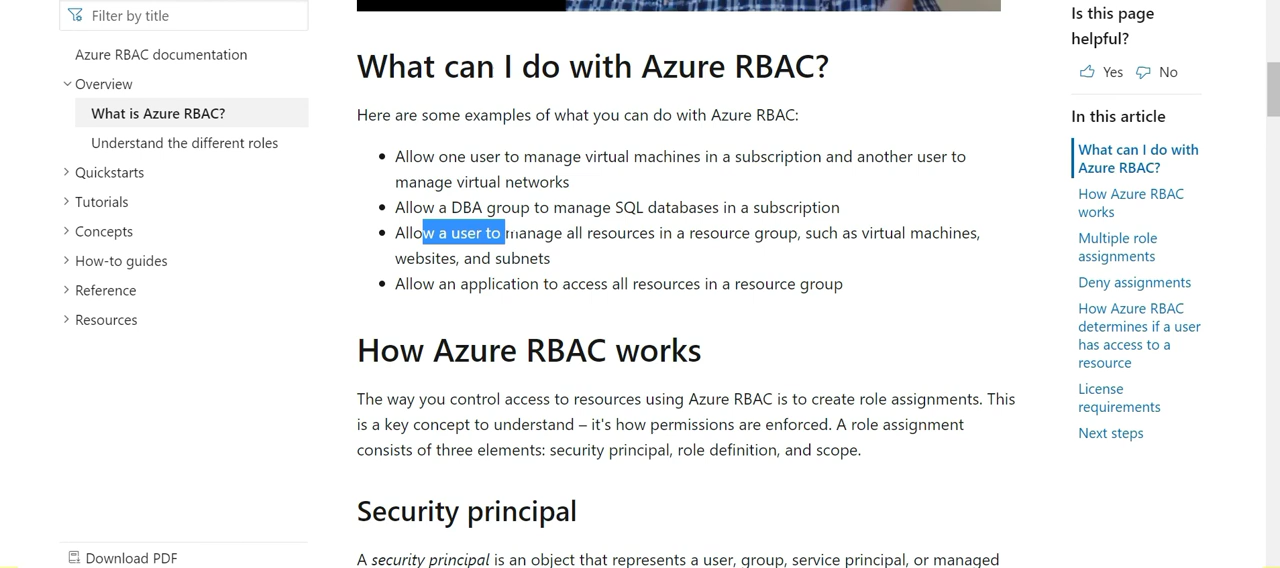 Filter by title
Azure RBAC documentation
Overview
What is Azure RBAC?
Understand the different roles
Quickstarts
Tutorials
Concepts
How-to guides
Reference
Resources
Download PDF
What can I do with Azure RBAC?
Here are some examples of what you can do with Azure RBAC:
• Allow one user to manage virtual machines in a subscription and another user to
manage virtual networks
• Allow a DBA group to manage SQL databases in a subscription
• Allow a user to manage all resources in a resource group, such as virtual machines,
websites, and subnets
• Allow an application to access all resources in a resource group
How Azure RBAC works
The way you control access to resources using Azure RBAC is to create role assignments. This
is a key concept to understand – it's how permissions are enforced. A role assignment
consists of three elements: security principal, role definition, and scope.
Security principal
A security principal is an object that represents a user, group, service principal, or managed
Is this page
helpful?
Yes No
In this article
What can I do with
Azure RBAC?
How Azure RBAC
works
Multiple role
assignments
Deny assignments
How Azure RBAC
determines if a user
has access to a
resource
License
requirements
Next steps